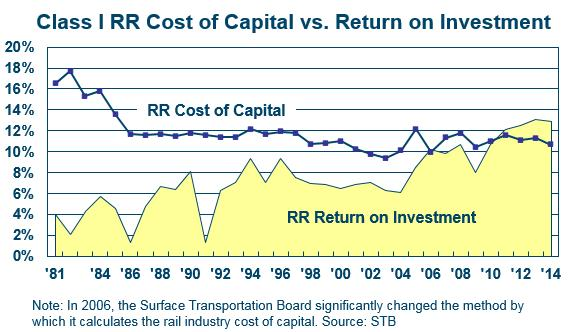 Class I RR Cost of Capital vs. Return on Investment
20%
18%
16%
14%
12%
10%
8%
6%
4%
2%
0%
RR Cost of Capital
RR Return on Investment
'81 '84 '86 '88 '90 '92 '94 '96 '98 '00 '02 '04 '06 '08 '10 '12 '14
Note: In 2006, the Surface Transportation Board significantly changed the method by
which it calculates the rail industry cost of capital. Source: STB